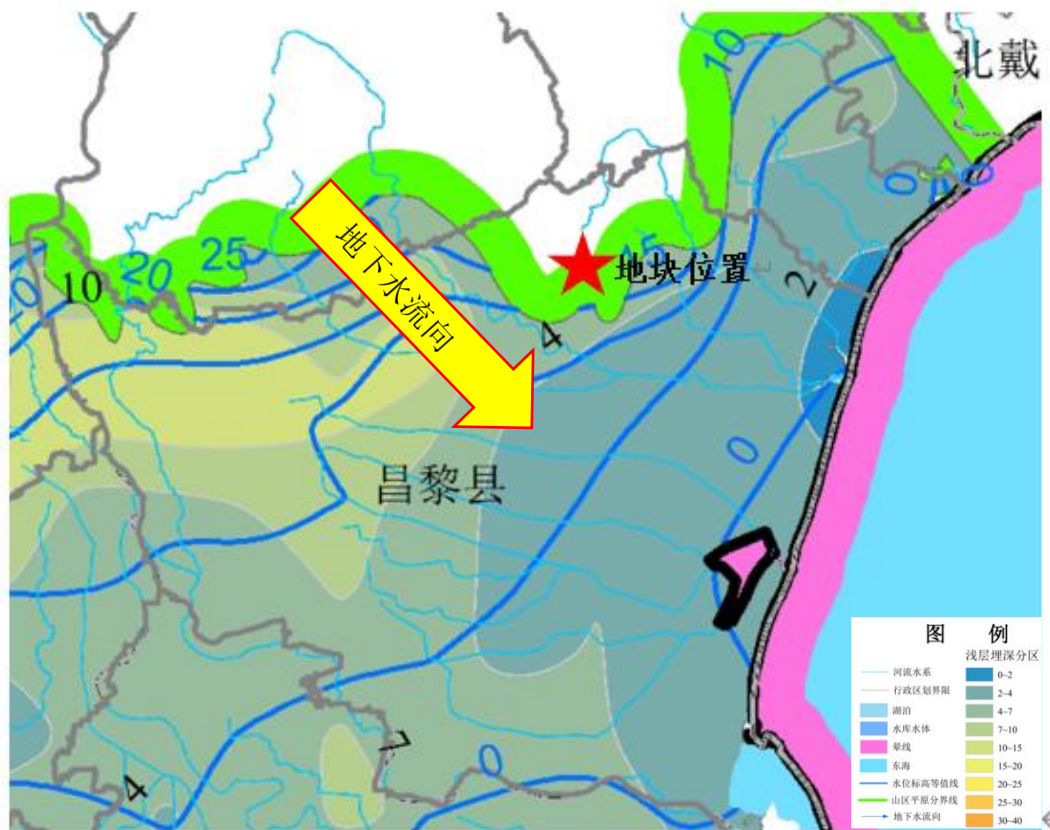 北戴
10
0
10
0
15
地块位置
2
地下水流向
25
20
10
10
4
0
昌黎县
7
4
0
图 例
浅层埋深分区
河流水系
0~2
行政区划界限
2~4
湖泊
4~7
水库水体
7~10
晕线
10~15
东海
15~20
水位标高等值线
20~25
山区平原分界线
25~30
地下水流向
30~40